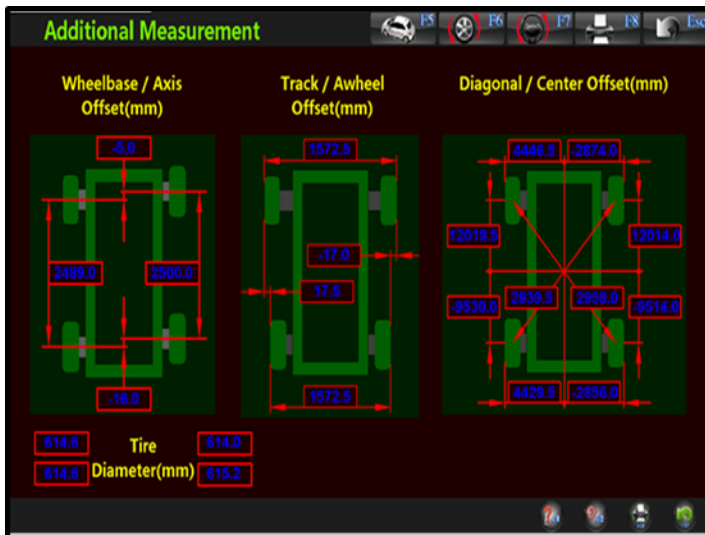 Additional Measurement
F5 F6 F7 F8 Esc
Wheelbase / Axis
Offset(mm)
Track / Awheel
Offset(mm)
Diagonal / Center Offset(mm)
-5.0
1572.5
4446.5 -2874.0
12019.5 12014.0
-17.0
2489.0 2500.0
17.5
2939.5 2958.0
-9530.0 -9514.0
-16.0
1572.5
4429.5 -2856.0
614.6 Tire 614.0
614.6 Diameter(mm) 615.2